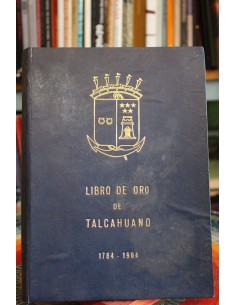 LIBRO DE ORO
DE
TALCAHUANO
1764 - 1964